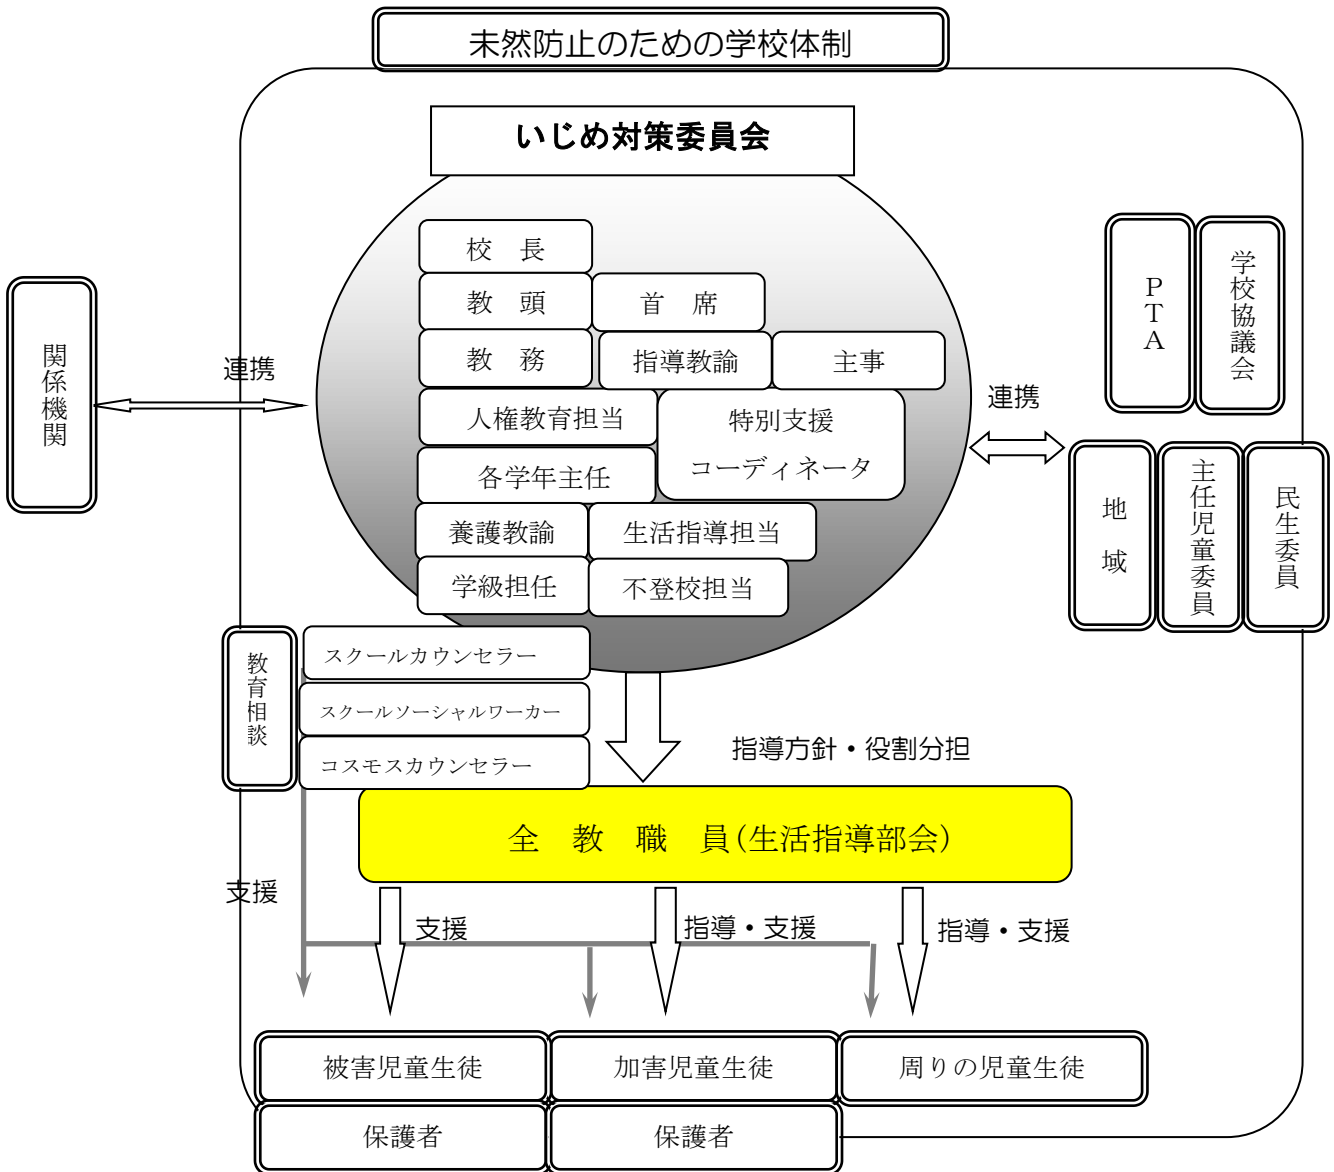 未然防止のための学校体制
いじめ対策委員会
校　長
教　頭
首　席
教　務
指導教諭
主事
人権教育担当
特別支援
コーディネータ
各学年主任
養護教諭
生活指導担当
学級担任
不登校担当
関係機関
連携
連携
PTA
学校協議会
地　域
主任児童委員
民生委員
教育相談
スクールカウンセラー
スクールソーシャルワーカー
コスモスカウンセラー
指導方針・役割分担
全　教　職　員(生活指導部会)
支援
支援
指導・支援
指導・支援
被害児童生徒
加害児童生徒
周りの児童生徒
保護者
保護者